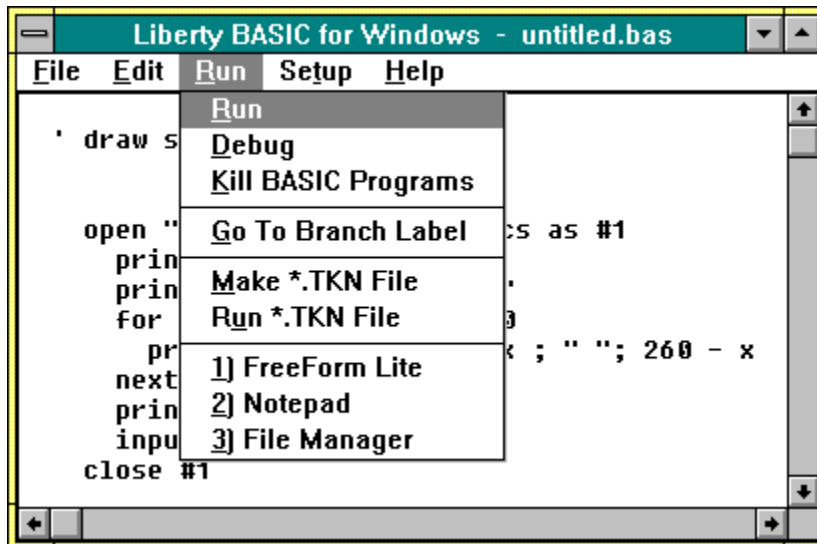 Liberty BASIC for Windows - untitled.bas
File Edit Run Setup Help
Run
Debug
Kill BASIC Programs
Go To Branch Label
Make *.TKN File
Run *.TKN File
1) FreeForm Lite
2) Notepad
3) File Manager
' draw s
open " cs as #1
prin
prin "
for 0
pr x ; " "; 260 - x
next
prin
inpu
close #1